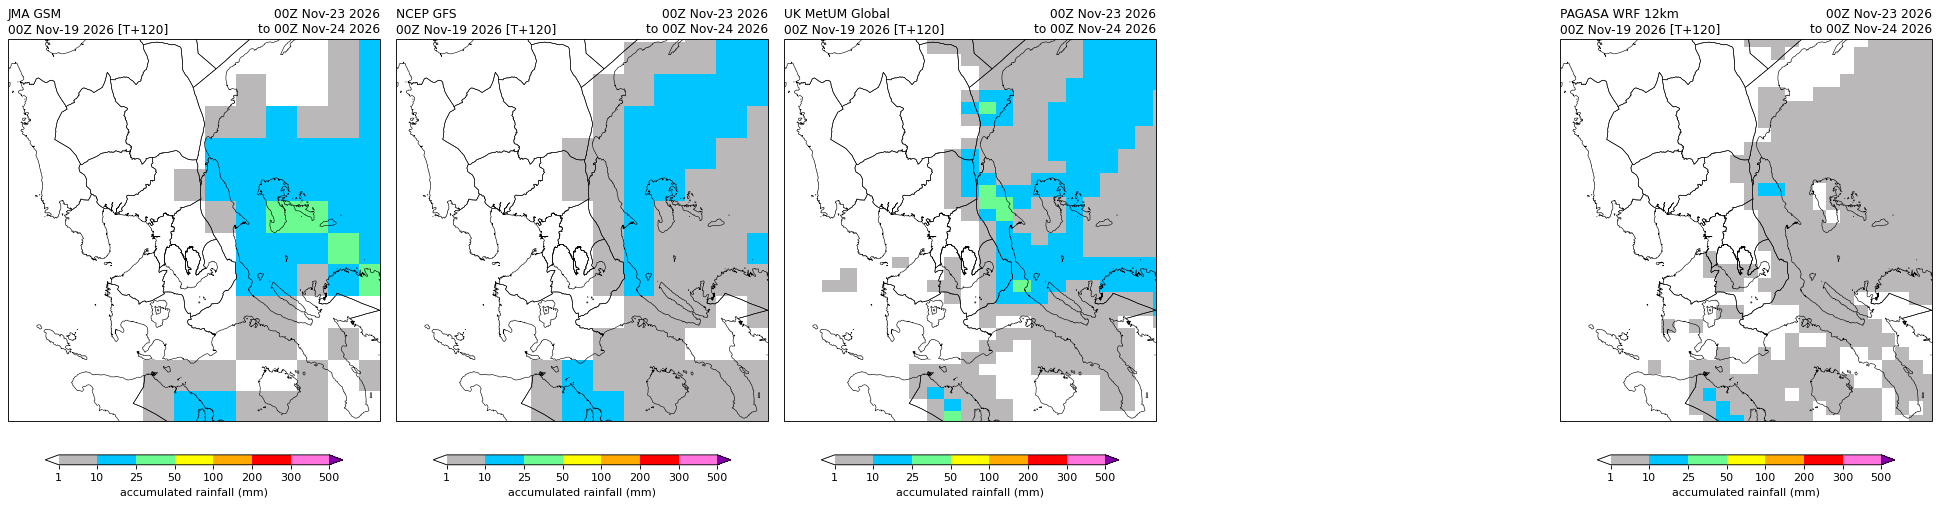 JMA GSM 00Z Nov-23 2026
00Z Nov-19 2026 [T+120] to 00Z Nov-24 2026
1 10 25 50 100 200 300 500
accumulated rainfall (mm)
NCEP GFS 00Z Nov-23 2026
00Z Nov-19 2026 [T+120] to 00Z Nov-24 2026
1 10 25 50 100 200 300 500
accumulated rainfall (mm)
UK MetUM Global 00Z Nov-23 2026
00Z Nov-19 2026 [T+120] to 00Z Nov-24 2026
1 10 25 50 100 200 300 500
accumulated rainfall (mm)
PAGASA WRF 12km 00Z Nov-23 2026
00Z Nov-19 2026 [T+120] to 00Z Nov-24 2026
1 10 25 50 100 200 300 500
accumulated rainfall (mm)